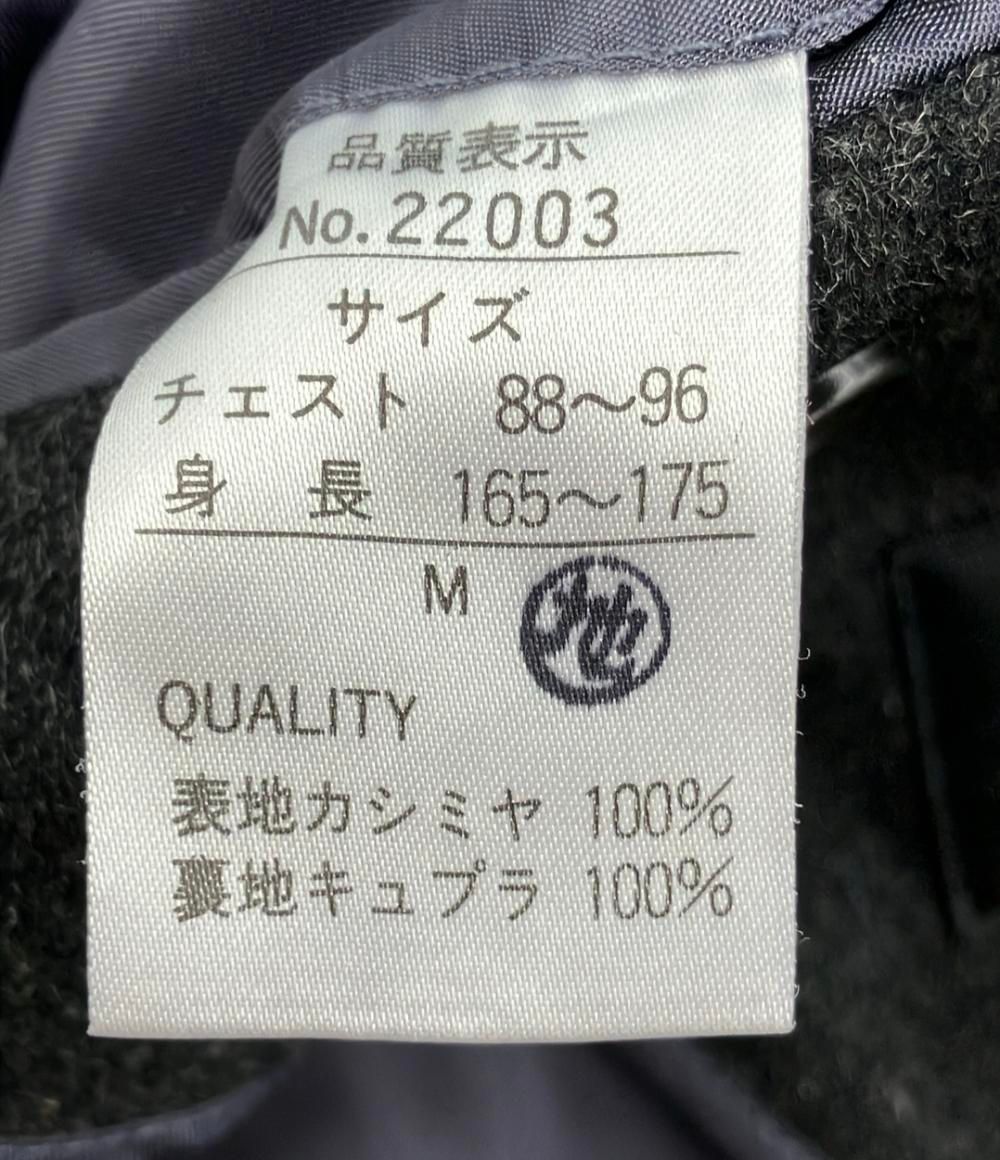 品質表示
No.22003
サイズ
チェスト 88～96
身 長 165～175
M
QUALITY
表地カシミヤ 100%
裏地キュプラ 100%